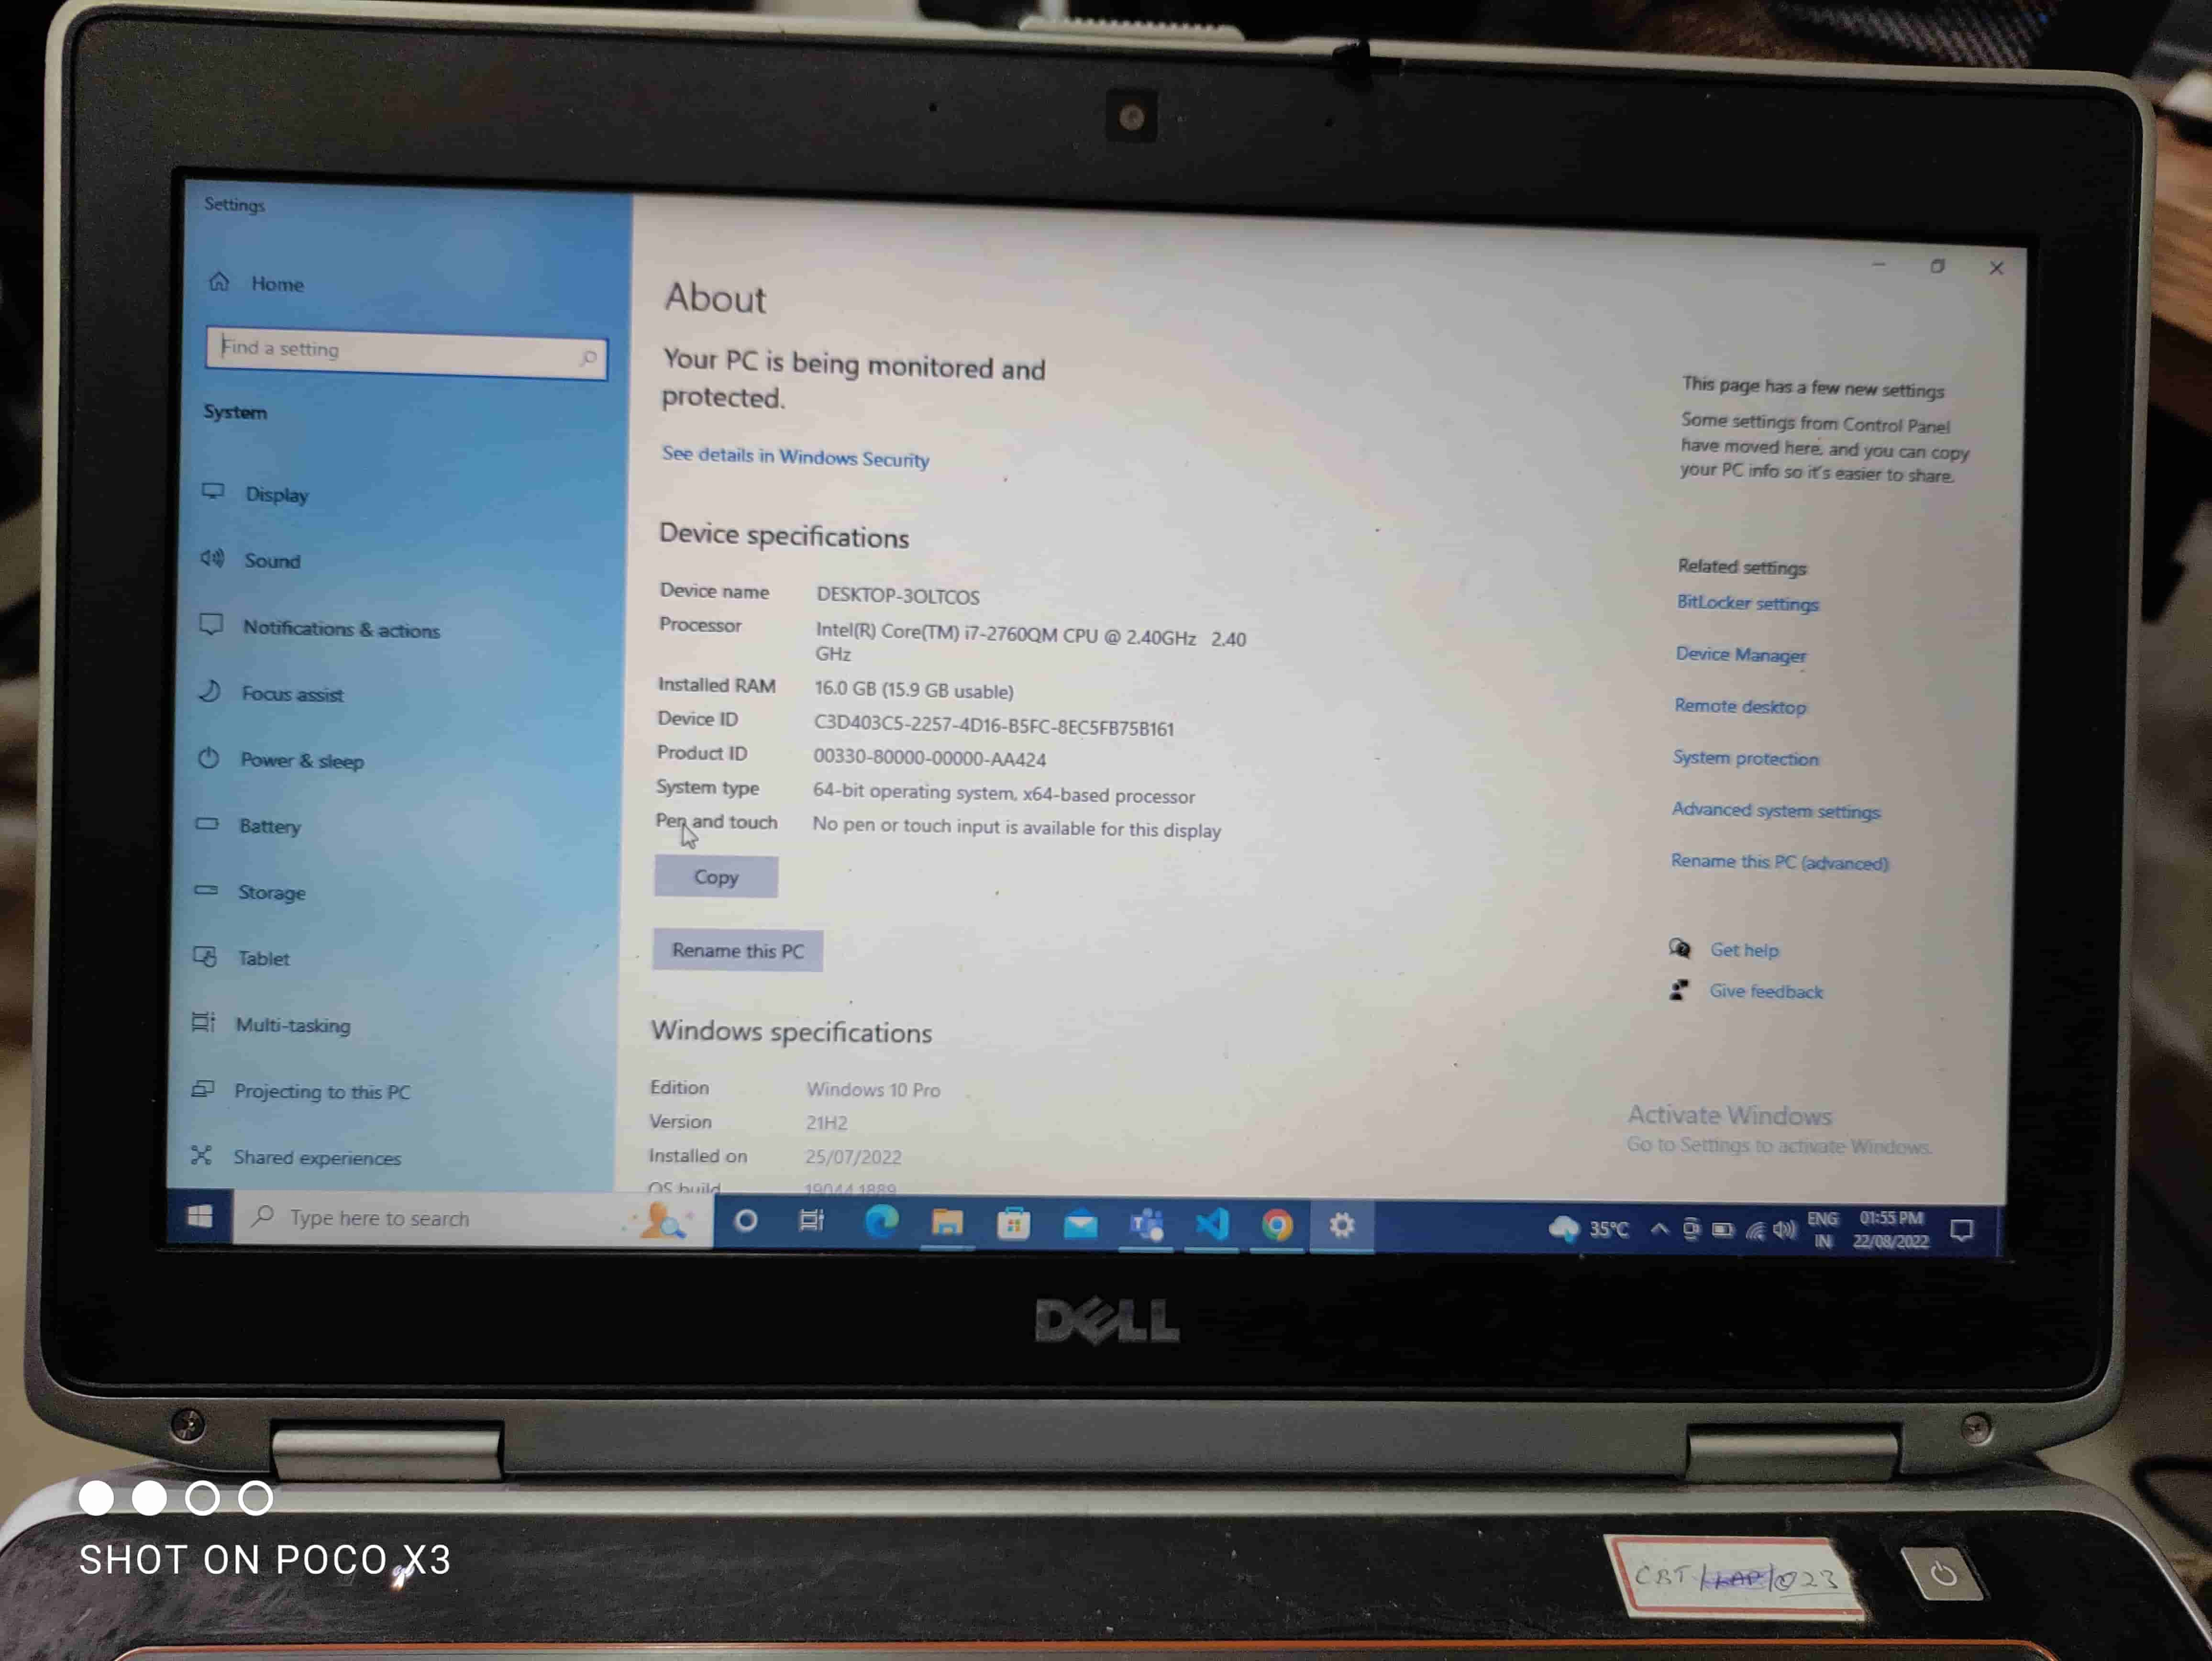 Settings
Home
Find a setting
System
Display
Sound
Notifications & actions
Focus assist
Power & sleep
Battery
Storage
Tablet
Multi-tasking
Projecting to this PC
Shared experiences
About
Your PC is being monitored and
protected.
See details in Windows Security
Device specifications
Device name DESKTOP-3OLTCOS
Processor Intel(R) Core(TM) i7-2760QM CPU @ 2.40GHz 2.40
GHz
Installed RAM 16.0 GB (15.9 GB usable)
Device ID C3D403C5-2257-4D16-B5FC-8EC5FB75B161
Product ID 00330-80000-00000-AA424
System type 64-bit operating system, x64-based processor
Pen and touch No pen or touch input is available for this display
Copy
Rename this PC
Windows specifications
Edition Windows 10 Pro
Version 21H2
Installed on 25/07/2022
OS build 19044.1889
This page has a few new settings
Some settings from Control Panel
have moved here, and you can copy
your PC info so it's easier to share.
Related settings
BitLocker settings
Device Manager
Remote desktop
System protection
Advanced system settings
Rename this PC (advanced)
Get help
Give feedback
Activate Windows
Go to Settings to activate Windows.
Type here to search
35°C
ENG
IN
01:55 PM
22/08/2022
DELL
CBT/LAP/023
SHOT ON POCO X3